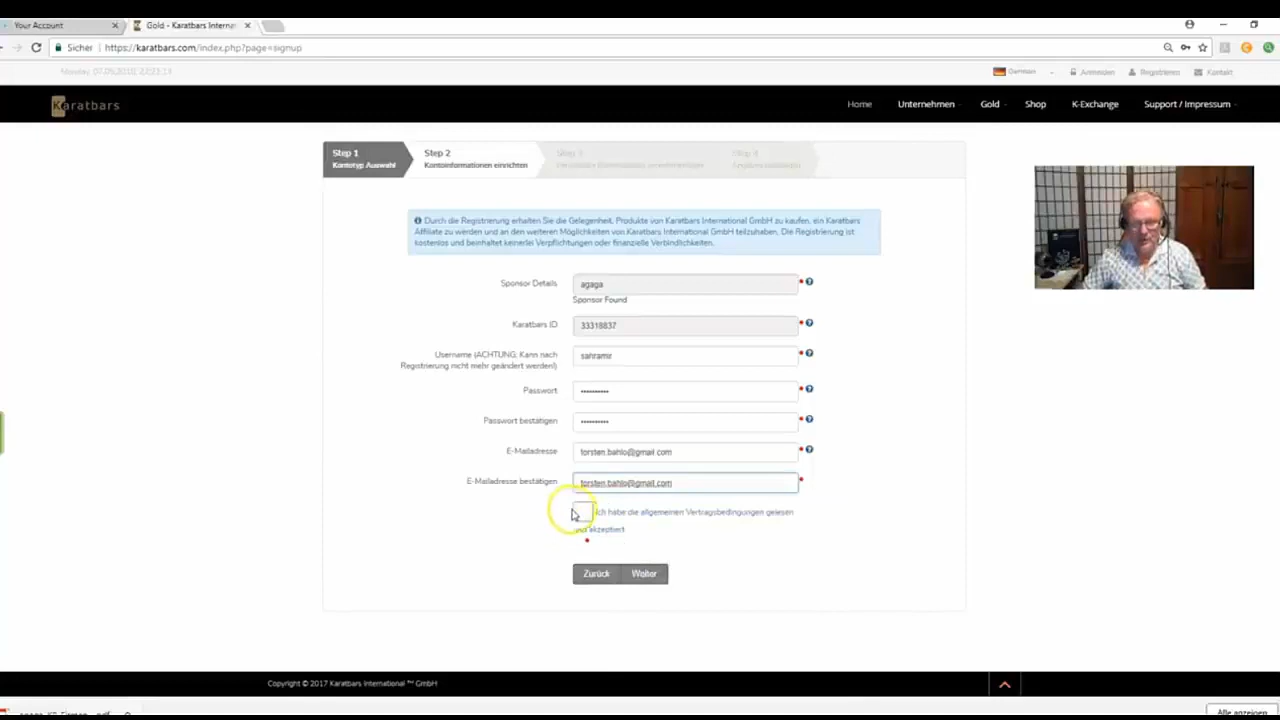 Your Account
Gold - Karatbars Internat
Sicher https://karatbars.com/index.php?page=signup
German Anmelden Registrieren Kontakt
Karatbars
Home Unternehmen Gold Shop K-Exchange Support / Impressum
Step 1
Kontotyp Auswahl
Step 2
Kontoinformationen einrichten
Step 3
Step 4
Durch die Registrierung erhalten Sie die Gelegenheit, Produkte von Karatbars International GmbH zu kaufen, ein Karatbars
Affiliate zu werden und an den weiteren Möglichkeiten von Karatbars International GmbH teilzuhaben. Die Registrierung ist
kostenlos und beinhaltet keinerlei Verpflichtungen oder finanzielle Verbindlichkeiten.
Sponsor Details agaga
Sponsor Found
Karatbars ID 33318837
Username (ACHTUNG: Kann nach
Registrierung nicht mehr geändert werden!) sahramir
Passwort
Passwort bestätigen
E-Mailadresse torsten.bahlo@gmail.com
E-Mailadresse bestätigen torsten.bahlo@gmail.com
Ich habe die allgemeinen Vertragsbedingungen gelesen
und akzeptiert
Zurück Weiter
Copyright © 2017 Karatbars International ™ GmbH
Alle anzeigen